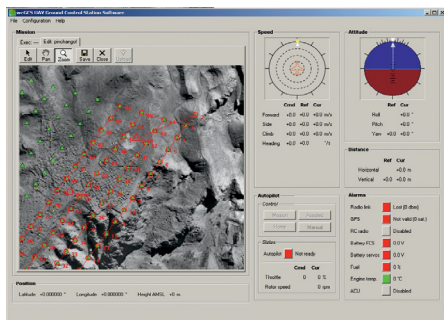 weGCS UAV Ground Control Station Software
File Configuration Help
Mission
Exec Edit: pinchango1
Edit Pan Zoom Save Close Upload
Position
Latitude +0.000000 ° Longitude +0.000000 ° Height AMSL +0 m
Speed
Cmd Ref Cur
Forward +0.0 +0.0 +0.0 m/s
Side +0.0 +0.0 +0.0 m/s
Climb +0.0 +0.0 +0.0 m/s
Heading +0.0 °/s
Autopilot
Control
Mission Assisted
Home Manual
Status
Autopilot Not ready
Cmd Cur
Throttle 0 0 %
Rotor speed 0 rpm
Attitude
Ref Cur
Roll +0.0 °
Pitch +0.0 °
Yaw +0.0 +0.0 °
Distance
Ref Cur
Horizontal +0.0 m
Vertical +0.0 +0.0 m
Alarms
Radio link Lost (0 dbm)
GPS Not valid (0 sat.)
RC radio Disabled
Battery FCS 0.0 V
Battery servos 0.0 V
Fuel 0 %
Engine temp. 0 °C
ACU Disabled